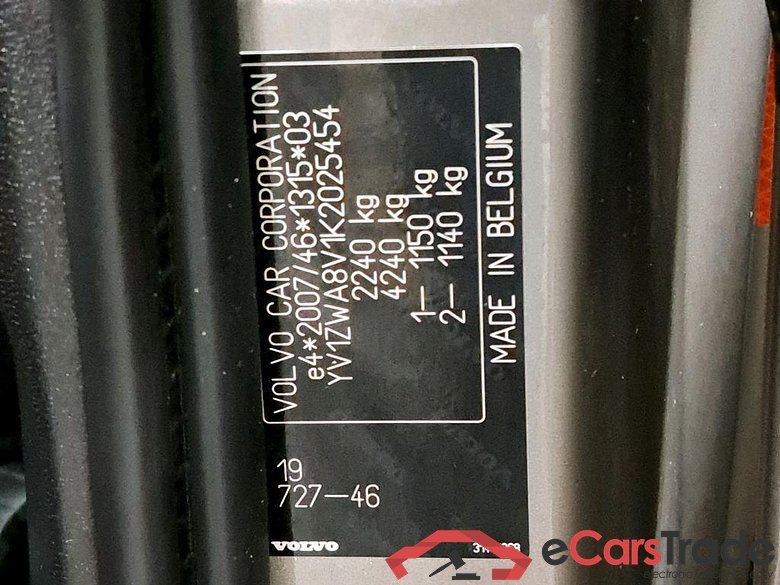 VOLVO CAR CORPORATION
e4*2007/46*1315*03
YV1ZWA8V1K2025454
2240 kg
4240 kg
1— 1150 kg
2— 1140 kg
MADE IN BELGIUM
19
727—46
VOLVO
eCarsTrade